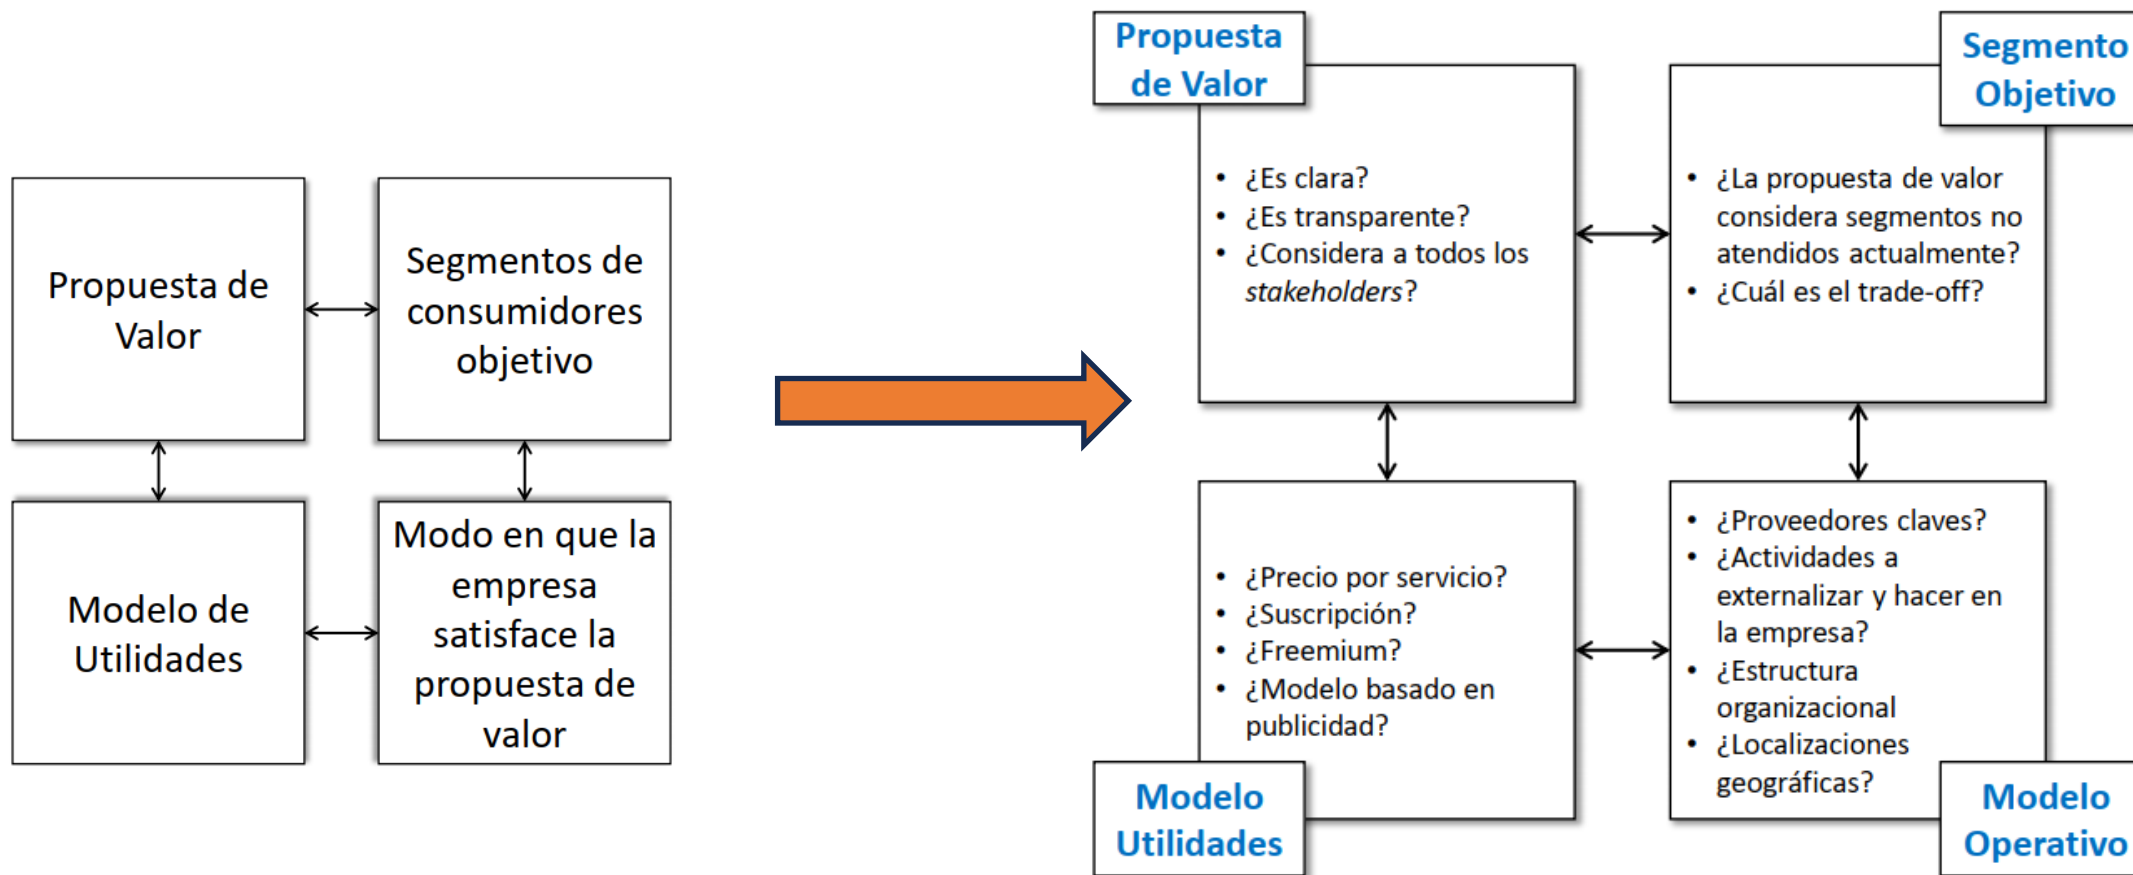 Propuesta de
Valor
Segmentos de
consumidores
objetivo
Modelo de
Utilidades
Modo en que la
empresa
satisface la
propuesta de
valor
Propuesta
de Valor
• ¿Es clara?
• ¿Es transparente?
• ¿Considera a todos los
stakeholders?
Segmento
Objetivo
• ¿La propuesta de valor
considera segmentos no
atendidos actualmente?
• ¿Cuál es el trade-off?
• ¿Precio por servicio?
• ¿Suscripción?
• ¿Freemium?
• ¿Modelo basado en
publicidad?
Modelo
Utilidades
• ¿Proveedores claves?
• ¿Actividades a
externalizar y hacer en
la empresa?
• ¿Estructura
organizacional
• ¿Localizaciones
geográficas?
Modelo
Operativo